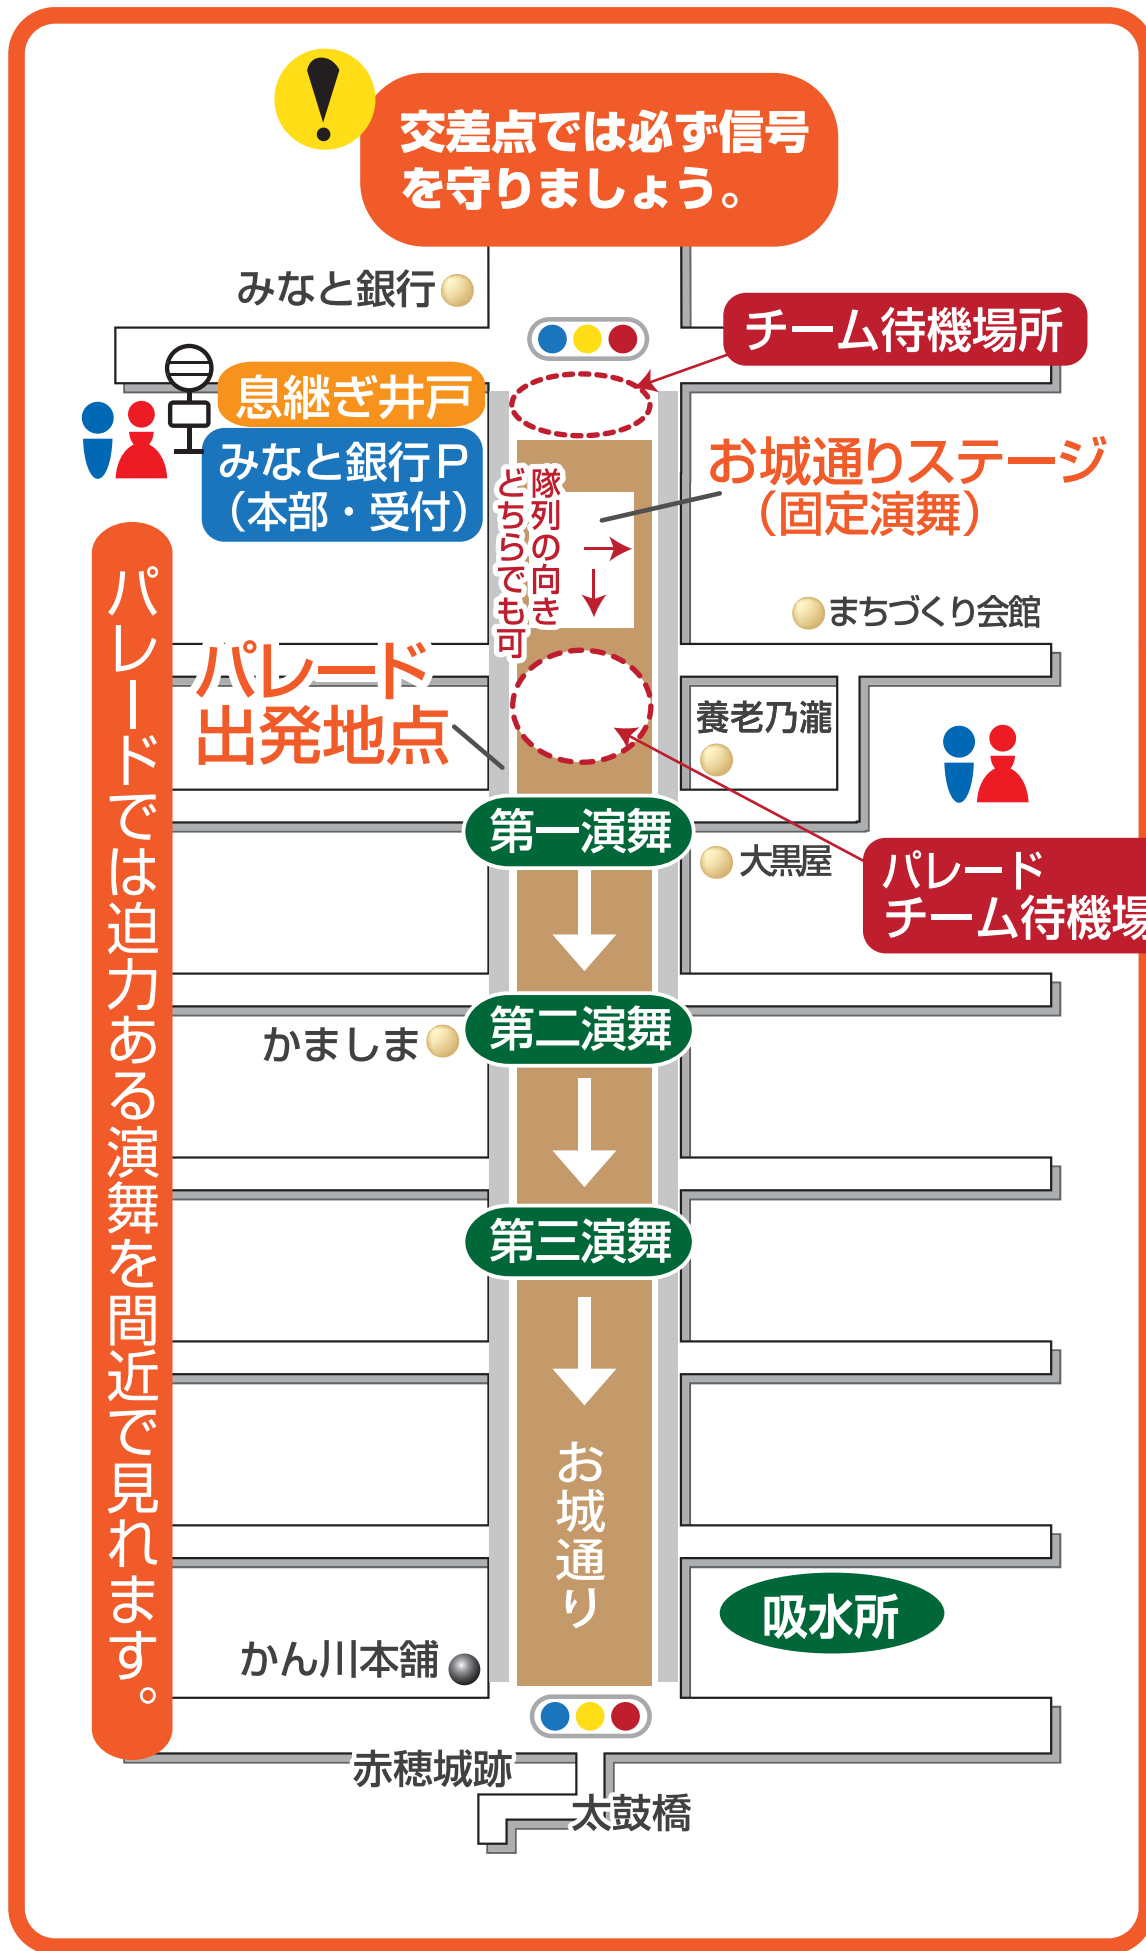 交差点では必ず信号
を守りましょう。
みなと銀行
チーム待機場所
息継ぎ井戸
みなと銀行P
（本部・受付）
お城通りステージ
（固定演舞）
隊列の向き
どちらでも可
まちづくり会館
パレード
出発地点
養老乃瀧
第一演舞
大黒屋
パレード
チーム待機場
パレードでは迫力ある演舞を間近で見れます。
第二演舞
かましま
第三演舞
お城通り
吸水所
かん川本舗
赤穂城跡
太鼓橋